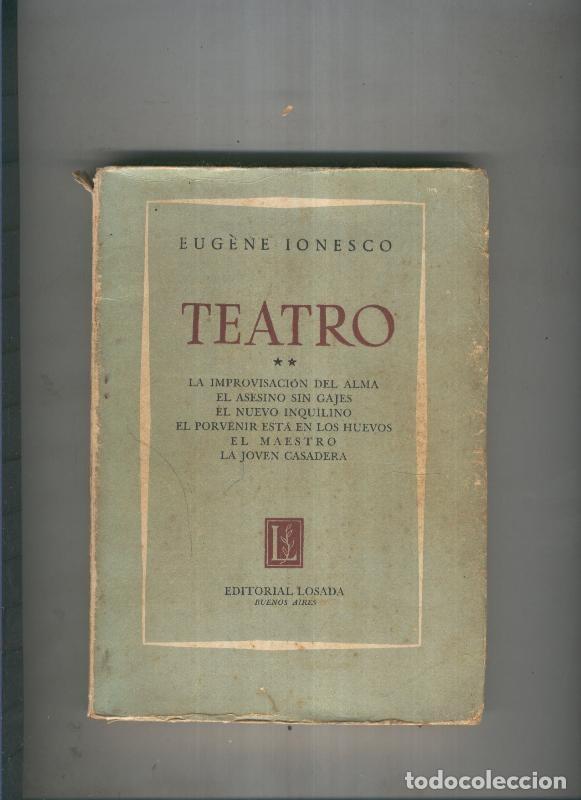 EUGÈNE IONESCO
TEATRO
★ ★
LA IMPROVISACIÓN DEL ALMA
EL ASESINO SIN GAJES
EL NUEVO INQUILINO
EL PORVENIR ESTÁ EN LOS HUEVOS
EL MAESTRO
LA JOVEN CASADERA
L
EDITORIAL LOSADA
BUENOS AIRES
todocoleccion